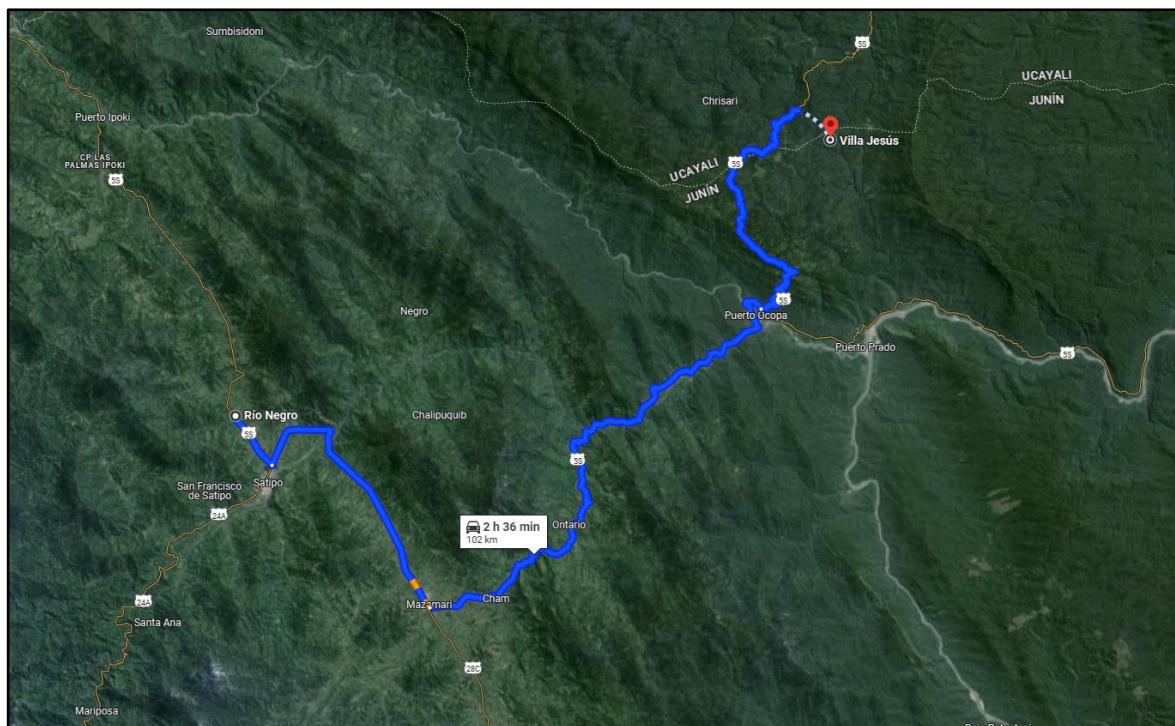 Sumbisidoni
5S
UCAYALI
JUNÍN
Chrisari
Puerto Ipoki
Villa Jesús
CP LAS
PALMAS IPOKI
5S
5S
UCAYALI
JUNÍN
5S
Negro
Puerto Ocopa
Puerto Prado
5S
Río Negro
Chalipuquib
5S
5S
Satipo
San Francisco
de Satipo
24A
2 h 36 min
102 km
Ontario
Mazamari
Cham
24A
Santa Ana
28C
Mariposa